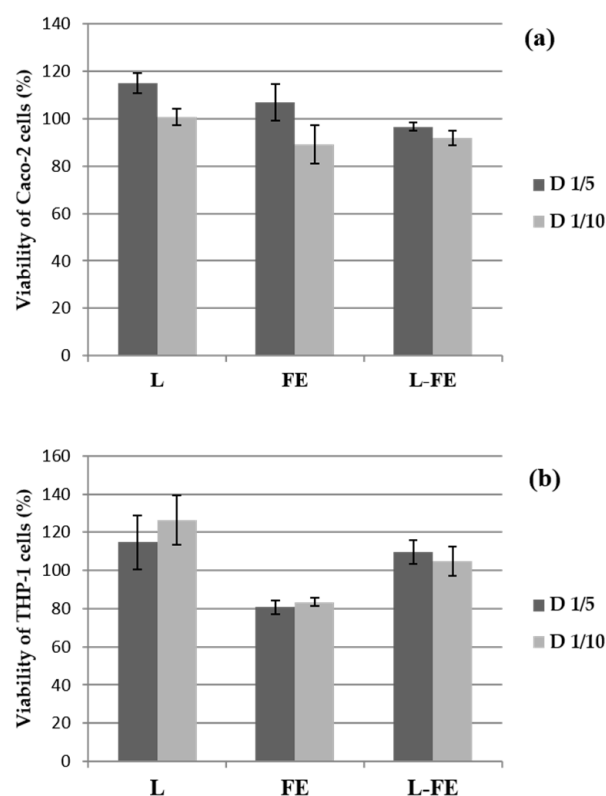 Viability of Caco-2 cells (%)
140
120
100
80
60
40
20
0
L
FE
L-FE
(a)
D 1/5
D 1/10
Viability of THP-1 cells (%)
160
140
120
100
80
60
40
20
0
L
FE
L-FE
(b)
D 1/5
D 1/10